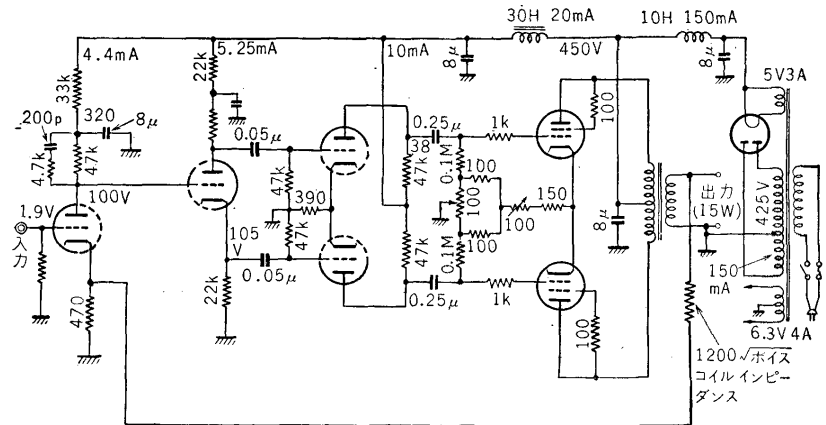 30H 20mA
10H 150mA
4.4mA
5.25mA
10mA
450V
8μ
8μ
5V3A
33k
22k
200p
320
8μ
4.7k
47k
100V
0.05μ
47k
390
47k
0.25μ
38
47k
47k
0.1M
0.1M
1k
100
100
100
100
100
150
8μ
出力
(15W)
425V
150
mA
6.3V 4A
1.9V
入力
470
105
V
22k
0.05μ
0.25μ
1k
100
1200√ボイス
コイルインピー
ダンス